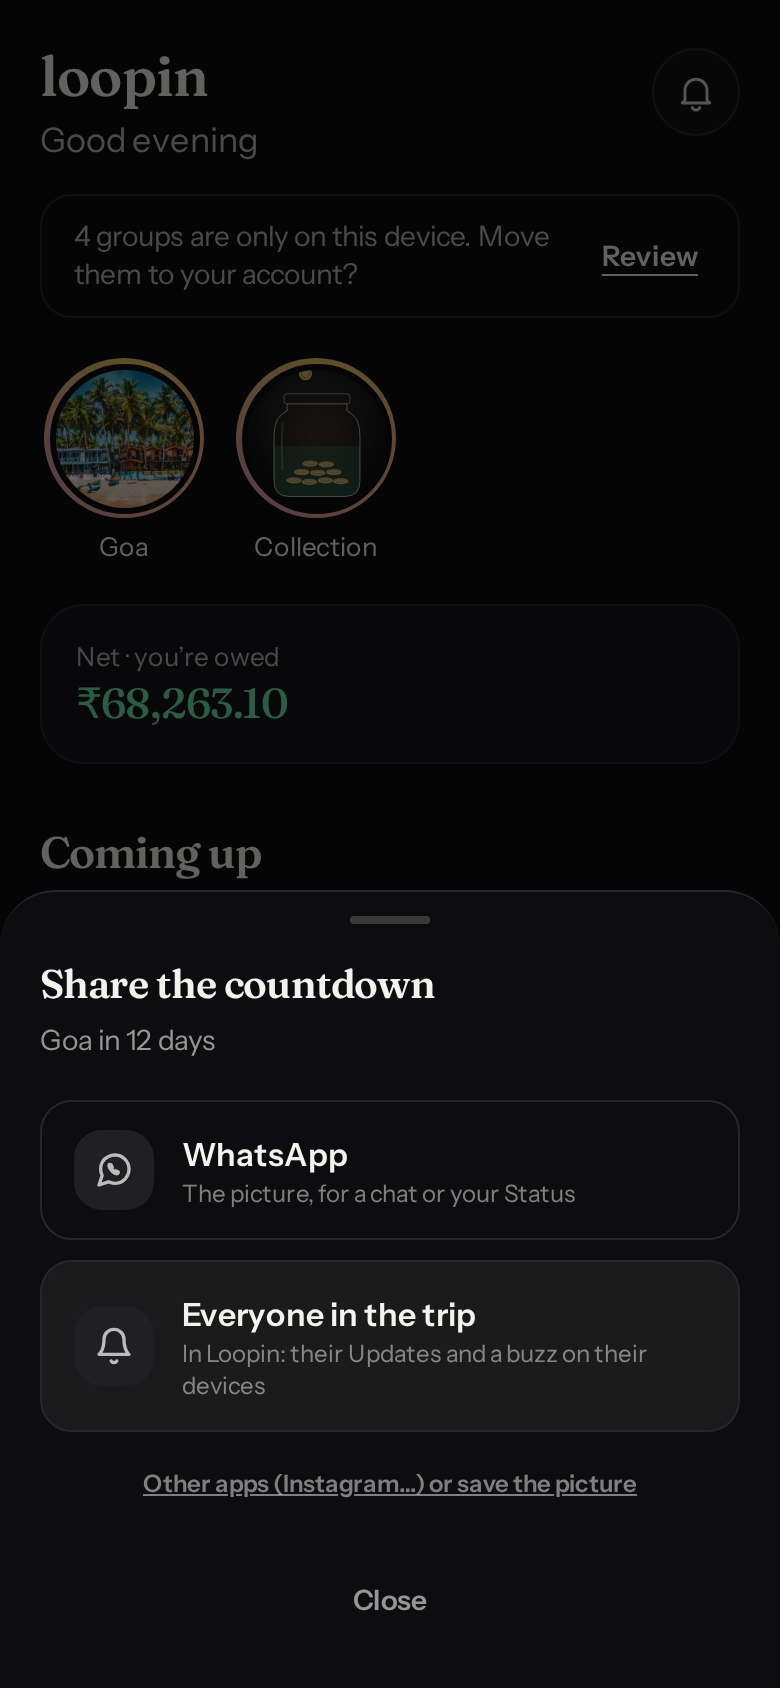 loopin
Good evening
4 groups are only on this device. Move
them to your account?
Review
Goa
Collection
Net · you’re owed
₹68,263.10
Coming up
Share the countdown
Goa in 12 days
WhatsApp
The picture, for a chat or your Status
Everyone in the trip
In Loopin: their Updates and a buzz on their
devices
Other apps (Instagram...) or save the picture
Close